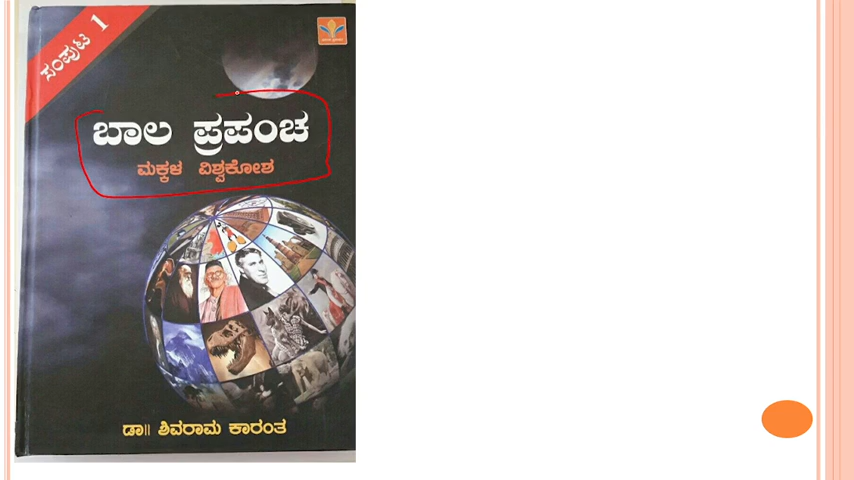 ಸಂಪುಟ 1
ಬಾಲ ಪ್ರಪಂಚ
ಮಕ್ಕಳ ವಿಶ್ವಕೋಶ
ಡಾ॥ ಶಿವರಾಮ ಕಾರಂತ